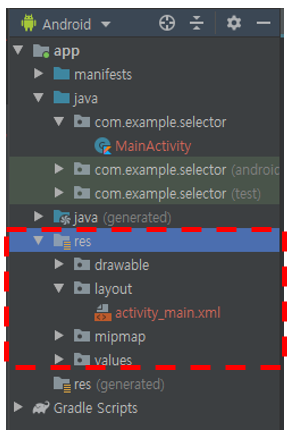 Android
app
manifests
java
com.example.selector
MainActivity
com.example.selector (android
com.example.selector (test)
java (generated)
res
drawable
layout
activity_main.xml
mipmap
values
res (generated)
Gradle Scripts